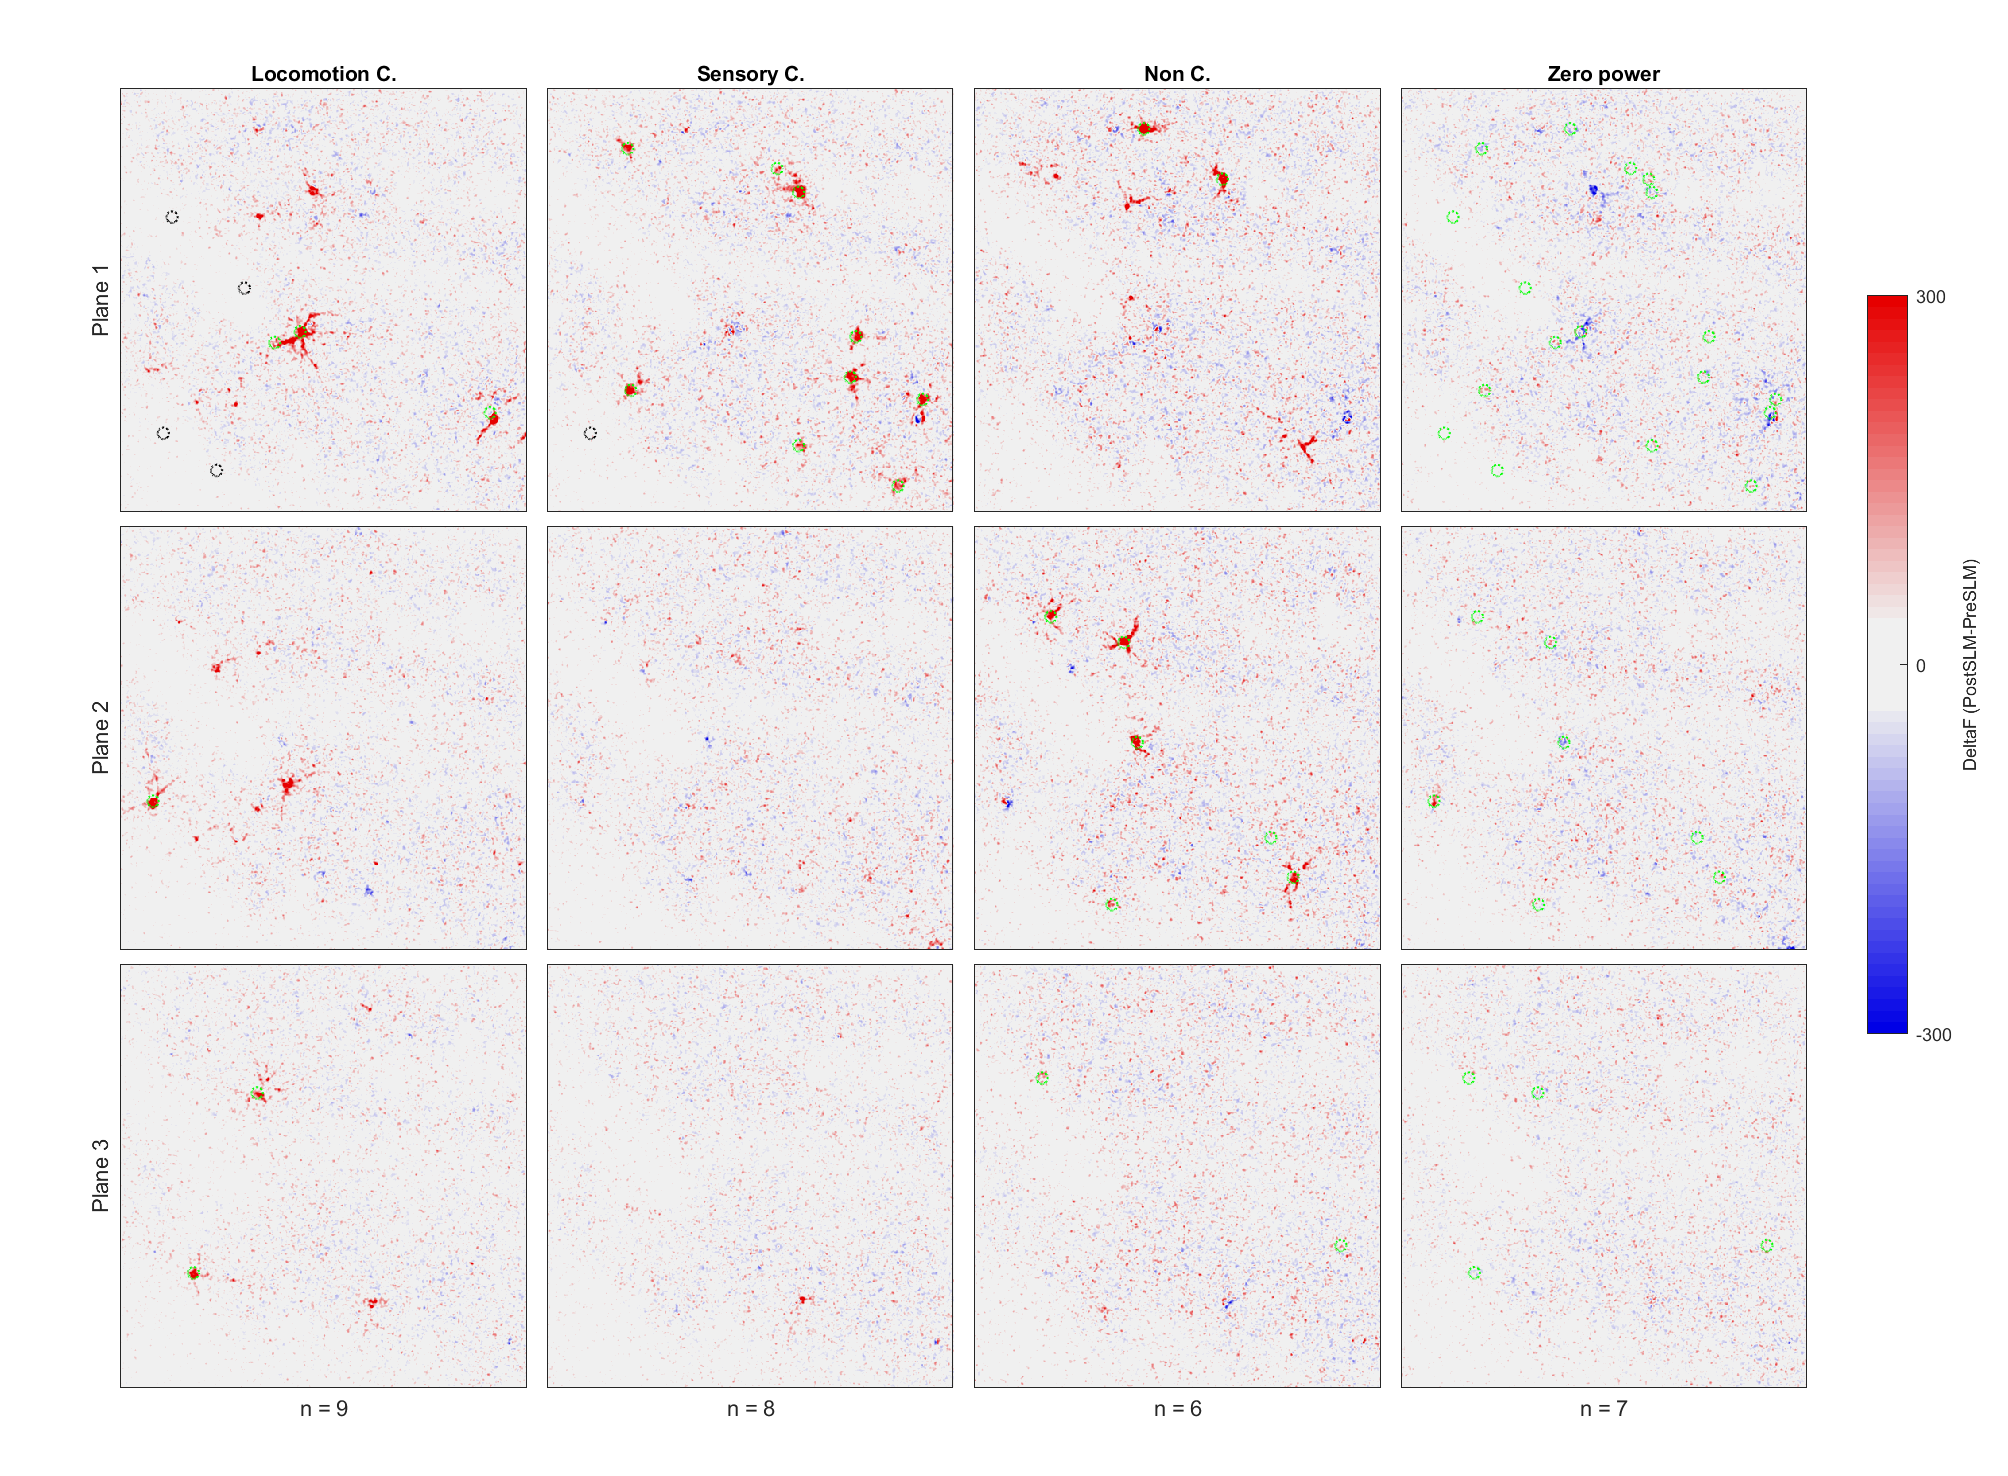 Locomotion C.
Sensory C.
Non C.
Zero power
Plane 1
Plane 2
Plane 3
300
0
-300
DeltaF (PostSLM-PreSLM)
n = 9
n = 8
n = 6
n = 7